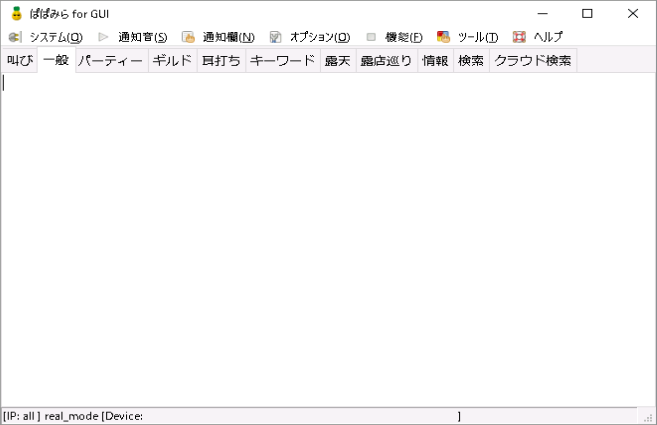 ぱぱみら for GUI
システム(O) 通知音(S) 通知欄(N) オプション(O) 機能(F) ツール(T) ヘルプ
叫び 一般 パーティー ギルド 耳打ち キーワード 露天 露店巡り 情報 検索 クラウド検索
[IP: all ] real_mode [Device: ]